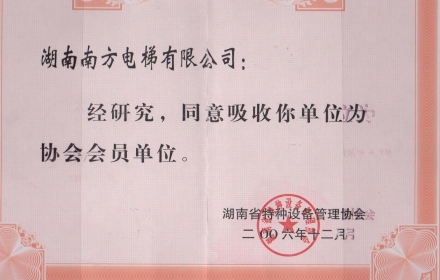 湖南南方电梯有限公司：
经研究，同意吸收你单位为
协会会员单位。
湖南省特种设备管理协会
二〇〇六年十二月